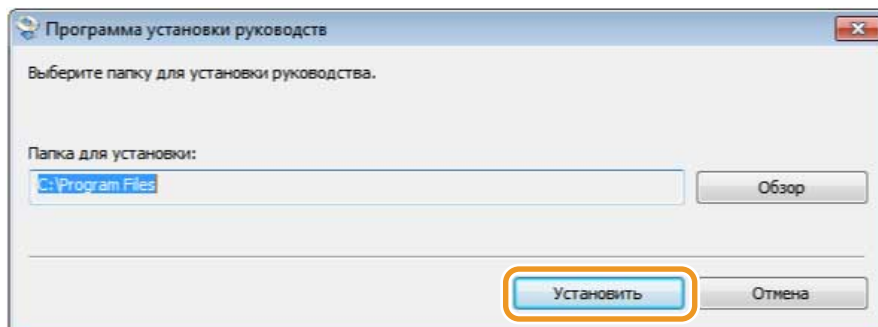 Программа установки руководств
Выберите папку для установки руководства.
Папка для установки:
C:\Program Files
Обзор
Установить
Отмена